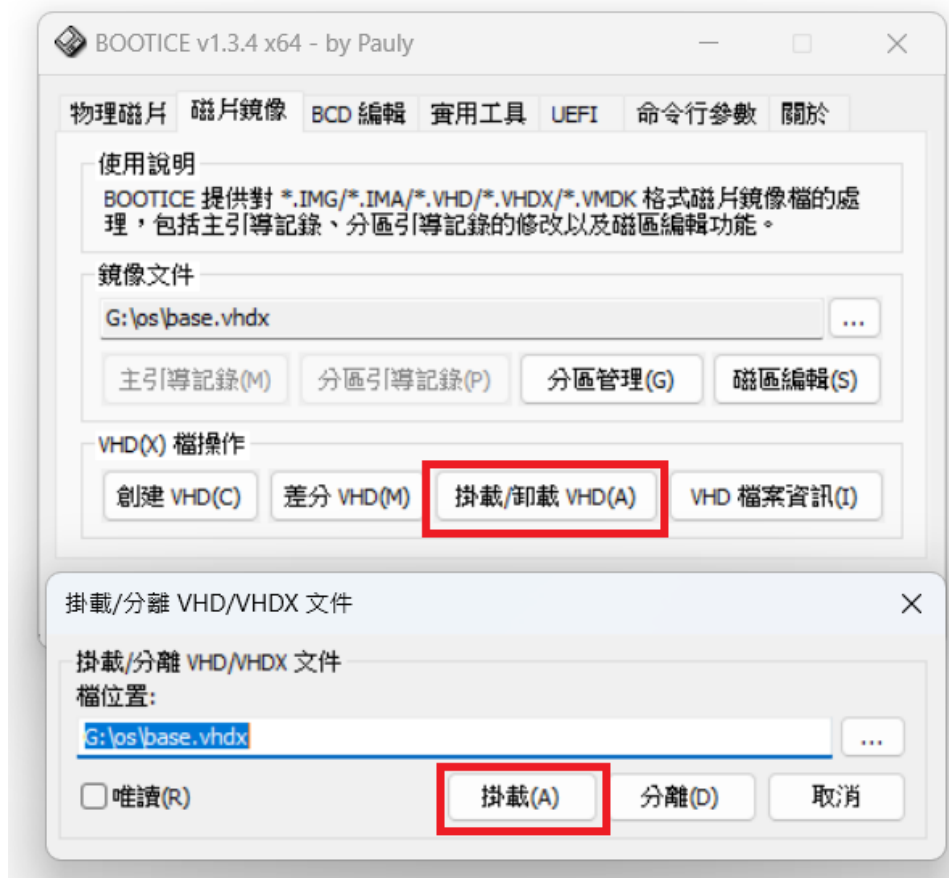 BOOTICE v1.3.4 x64 - by Pauly
物理磁片 磁片鏡像 BCD 編輯 實用工具 UEFI 命令行參數 關於
使用說明
BOOTICE 提供對 *.IMG/*.IMA/*.VHD/*.VHDX/*.VMDK 格式磁片鏡像檔的處
理，包括主引導記錄、分區引導記錄的修改以及磁區編輯功能。
鏡像文件
G:\os\base.vhdx ...
主引導記錄(M) 分區引導記錄(P) 分區管理(G) 磁區編輯(S)
VHD(X) 檔操作
創建 VHD(C) 差分 VHD(M) 掛載/卸載 VHD(A) VHD 檔案資訊(I)
掛載/分離 VHD/VHDX 文件
掛載/分離 VHD/VHDX 文件
檔位置:
G:\os\base.vhdx ...
唯讀(R) 掛載(A) 分離(D) 取消